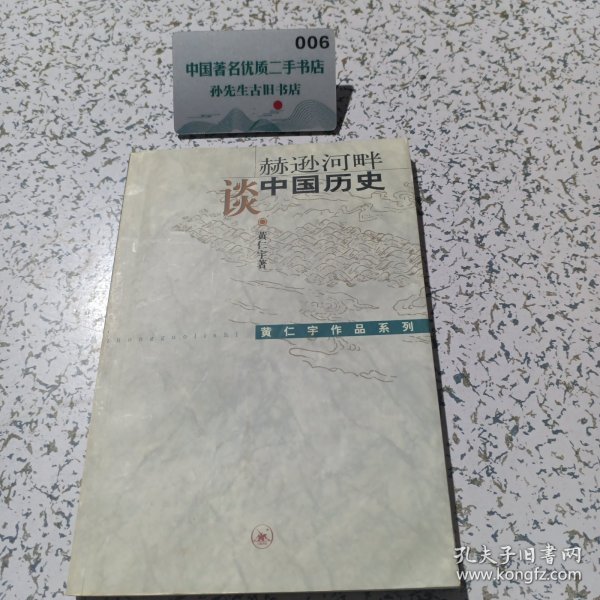 006
中国著名优质二手书店
孙先生古旧书店
赫逊河畔
谈中国历史
黄仁宇著
黄仁宇作品系列
孔夫子旧书网
www.kongfz.com